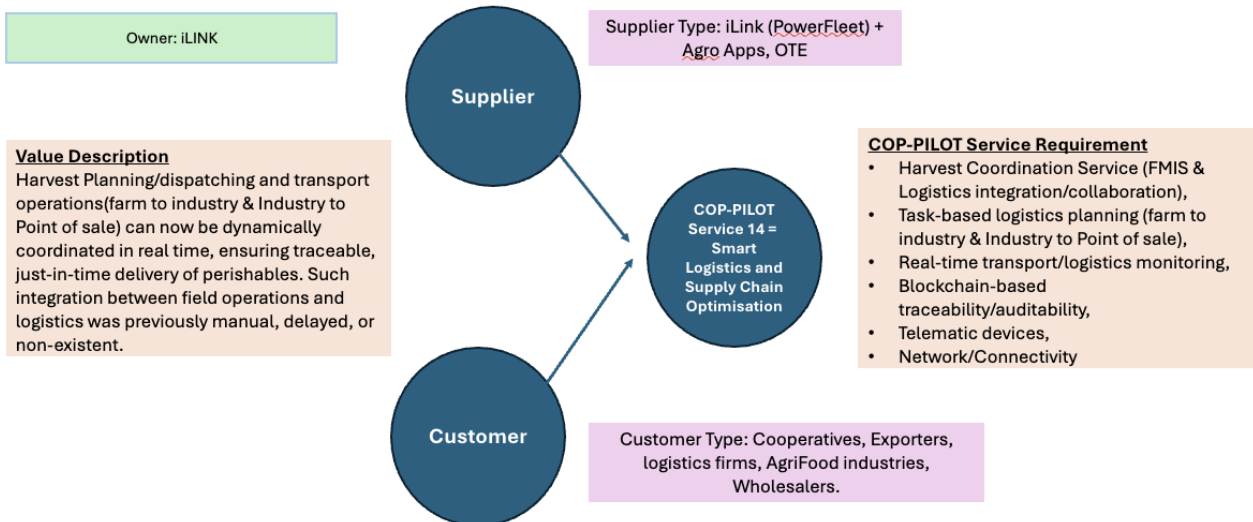 Owner: iLINK
Supplier
Supplier Type: iLink (PowerFleet) +
Agro Apps, OTE
Value Description
Harvest Planning/dispatching and transport
operations(farm to industry & Industry to
Point of sale) can now be dynamically
coordinated in real time, ensuring traceable,
just-in-time delivery of perishables. Such
integration between field operations and
logistics was previously manual, delayed, or
non-existent.
COP-PILOT
Service 14 =
Smart
Logistics and
Supply Chain
Optimisation
COP-PILOT Service Requirement
• Harvest Coordination Service (FMIS &
Logistics integration/collaboration),
• Task-based logistics planning (farm to
industry & Industry to Point of sale),
• Real-time transport/logistics monitoring,
• Blockchain-based
traceability/auditability,
• Telematic devices,
• Network/Connectivity
Customer
Customer Type: Cooperatives, Exporters,
logistics firms, AgriFood industries,
Wholesalers.